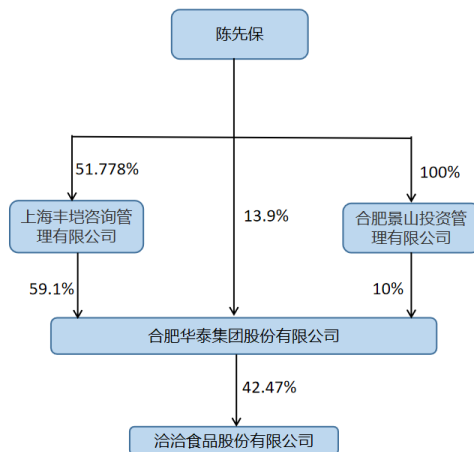 陈先保
51.778%
100%
上海丰垲咨询管
理有限公司
13.9%
合肥景山投资管
理有限公司
59.1%
10%
合肥华泰集团股份有限公司
42.47%
洽洽食品股份有限公司